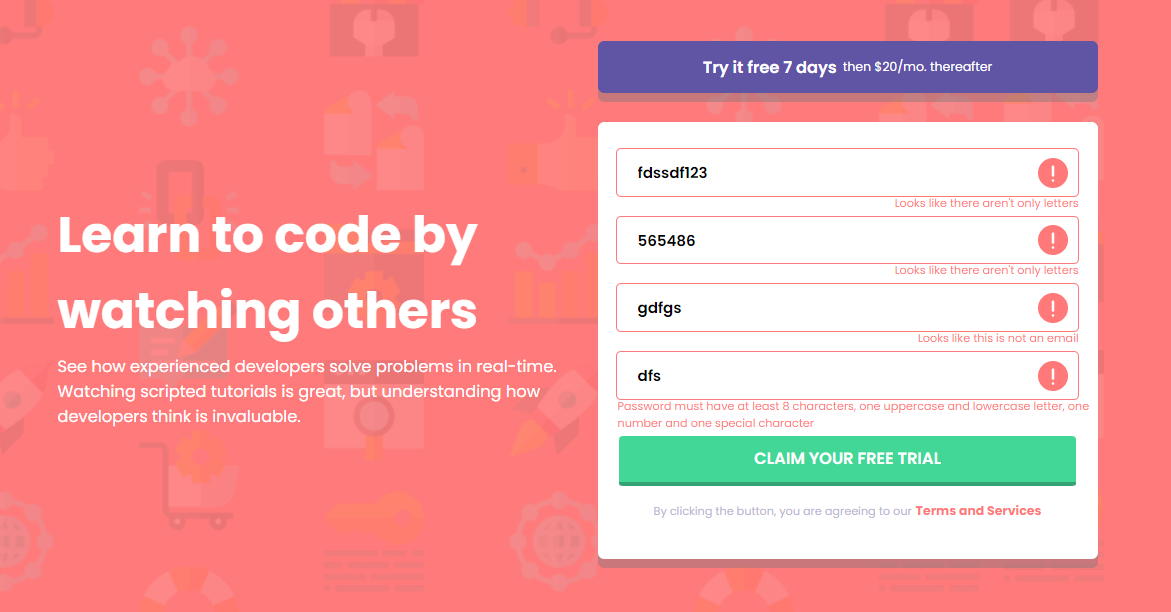 Learn to code by
watching others
See how experienced developers solve problems in real-time.
Watching scripted tutorials is great, but understanding how
developers think is invaluable.
Try it free 7 days then $20/mo. thereafter
fdssdf123
Looks like there aren't only letters
565486
Looks like there aren't only letters
gdfgs
Looks like this is not an email
dfs
Password must have at least 8 characters, one uppercase and lowercase letter, one
number and one special character
CLAIM YOUR FREE TRIAL
By clicking the button, you are agreeing to our Terms and Services